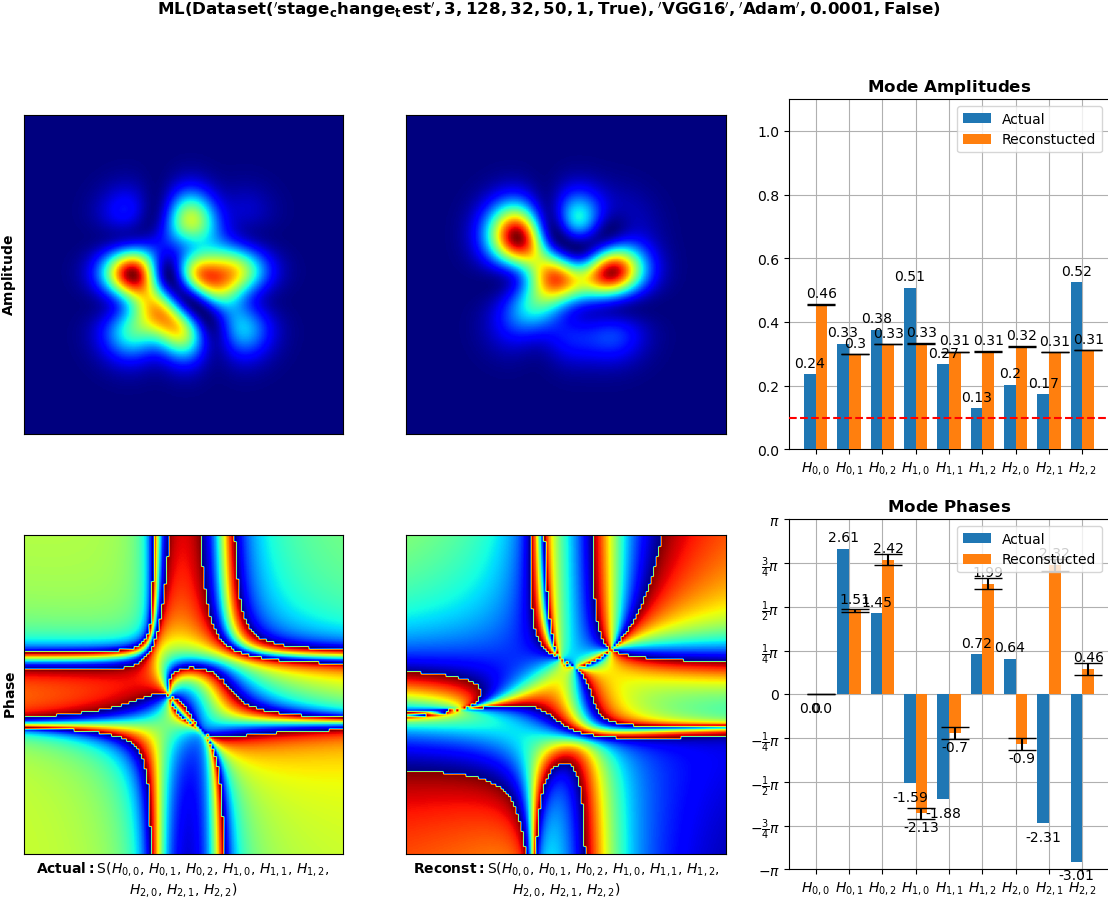 ML(Dataset('stage_change_test', 3, 128, 32, 50, 1, True), 'VGG16', 'Adam', 0.0001, False)
Amplitude
Mode Amplitudes
Actual
Reconstucted
1.0
0.8
0.6
0.4
0.2
0.0
0.24
0.46
0.33
0.3
0.38
0.33
0.51
0.33
0.27
0.31
0.13
0.31
0.2
0.32
0.17
0.31
0.52
0.31
H0,0 H0,1 H0,2 H1,0 H1,1 H1,2 H2,0 H2,1 H2,2
Phase
Actual: S(H0,0, H0,1, H0,2, H1,0, H1,1, H1,2,
H2,0, H2,1, H2,2)
Reconst: S(H0,0, H0,1, H0,2, H1,0, H1,1, H1,2,
H2,0, H2,1, H2,2)
Mode Phases
Actual
Reconstucted
π
3/4π
1/2π
1/4π
0
−1/4π
−1/2π
−3/4π
−π
0.0
0.0
2.61
1.51
1.45
2.42
-1.59
-2.13
-1.88
-0.7
0.72
1.99
0.64
-0.9
-2.31
2.32
-3.01
0.46
H0,0 H0,1 H0,2 H1,0 H1,1 H1,2 H2,0 H2,1 H2,2